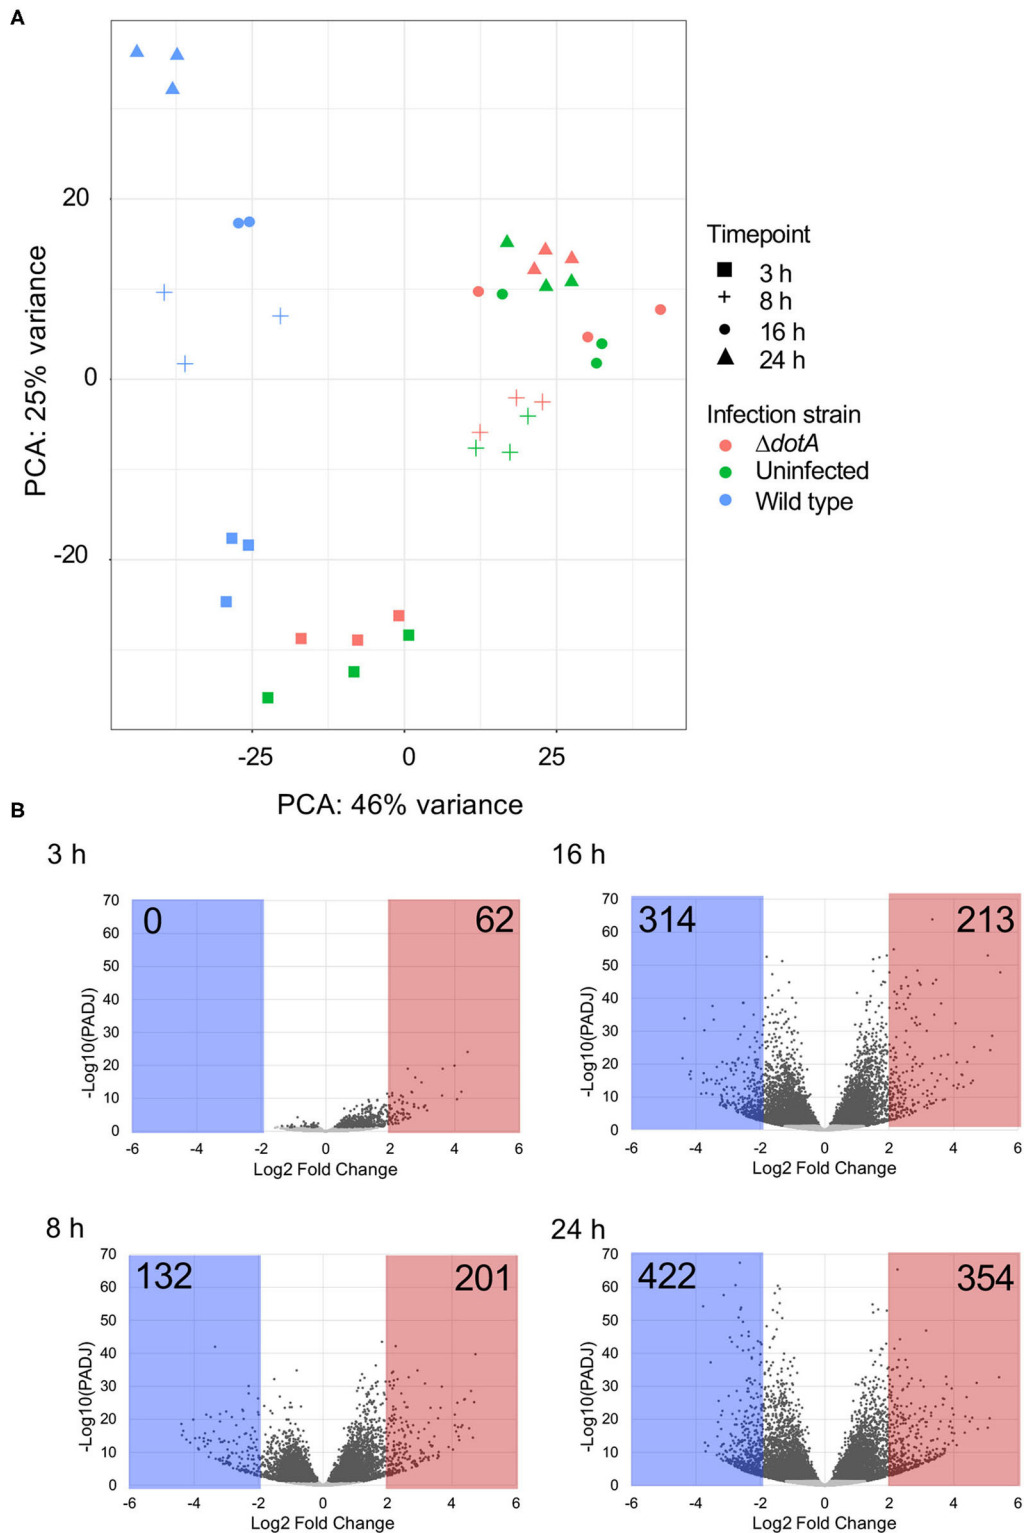 A
PCA: 25% variance
20
0
-20
-25
0
25
PCA: 46% variance
Timepoint
3 h
8 h
16 h
24 h
Infection strain
ΔdotA
Uninfected
Wild type
B
3 h
0
62
70
60
50
40
30
20
10
0
-Log10(PADJ)
-6
-4
-2
0
2
4
6
Log2 Fold Change
16 h
314
213
70
60
50
40
30
20
10
0
-Log10(PADJ)
-6
-4
-2
0
2
4
6
Log2 Fold Change
8 h
132
201
70
60
50
40
30
20
10
0
-Log10(PADJ)
-6
-4
-2
0
2
4
6
Log2 Fold Change
24 h
422
354
70
60
50
40
30
20
10
0
-Log10(PADJ)
-6
-4
-2
0
2
4
6
Log2 Fold Change